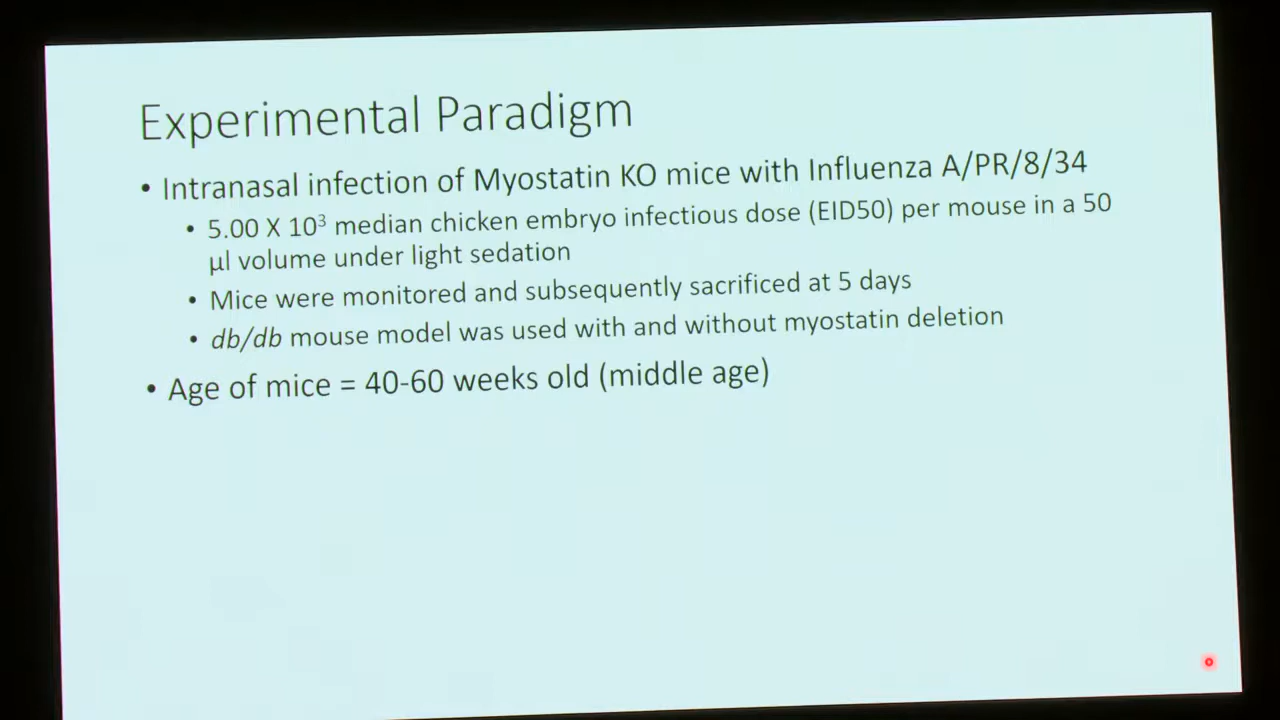 Experimental Paradigm
• Intranasal infection of Myostatin KO mice with Influenza A/PR/8/34
• 5.00 X 10³ median chicken embryo infectious dose (EID50) per mouse in a 50
µl volume under light sedation
• Mice were monitored and subsequently sacrificed at 5 days
• db/db mouse model was used with and without myostatin deletion
• Age of mice = 40-60 weeks old (middle age)